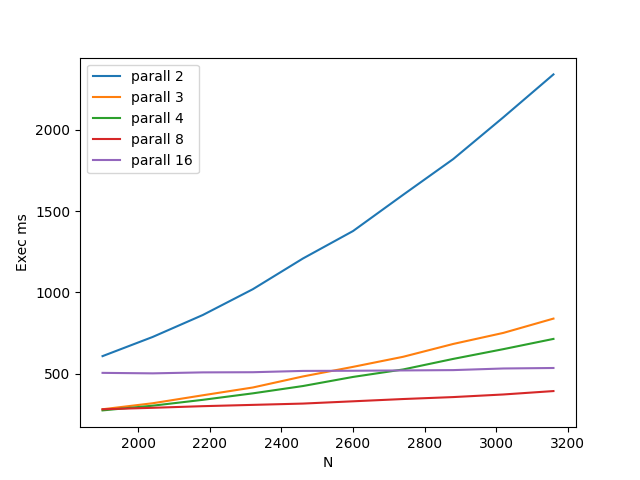 parall 2
parall 3
parall 4
parall 8
parall 16
2000
1500
1000
500
Exec ms
2000 2200 2400 2600 2800 3000 3200
N